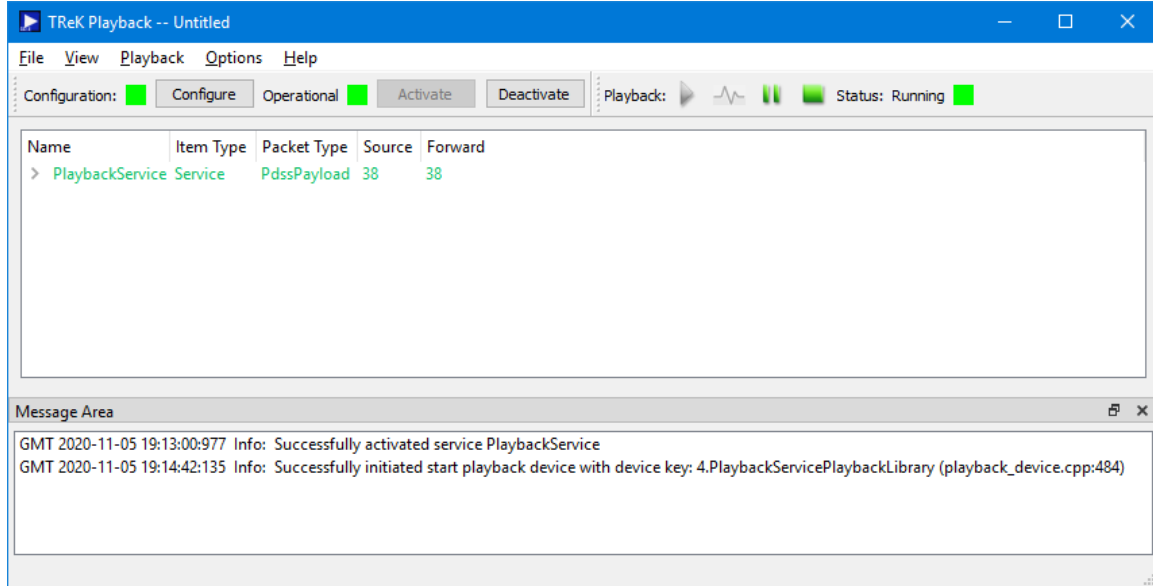 TReK Playback -- Untitled
File View Playback Options Help
Configuration: Configure Operational Activate Deactivate Playback: Status: Running
Name Item Type Packet Type Source Forward
PlaybackService Service PdssPayload 38 38
Message Area
GMT 2020-11-05 19:13:00:977 Info: Successfully activated service PlaybackService
GMT 2020-11-05 19:14:42:135 Info: Successfully initiated start playback device with device key: 4.PlaybackServicePlaybackLibrary (playback_device.cpp:484)